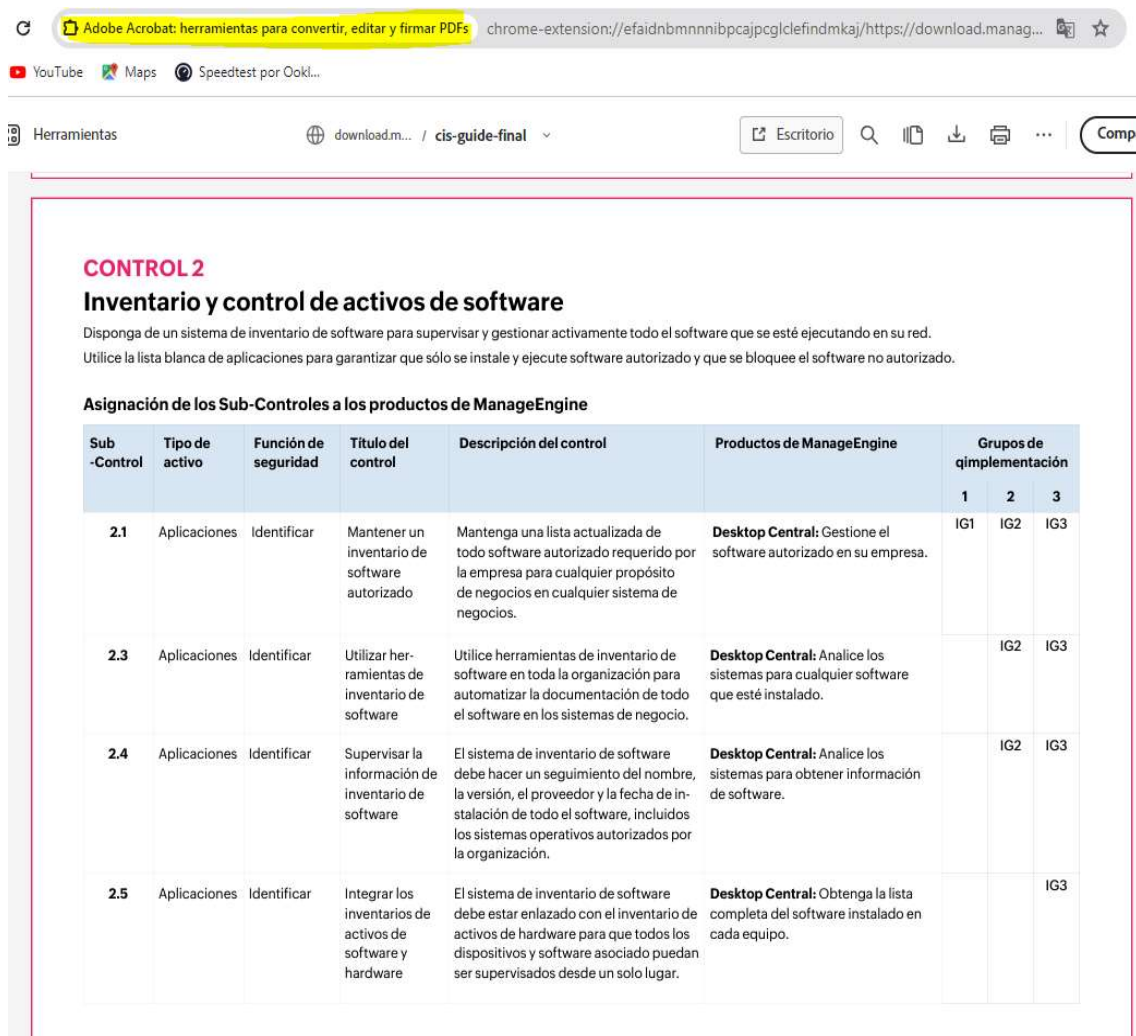 Adobe Acrobat: herramientas para convertir, editar y firmar PDFs chrome-extension://efaidnbmnnnibpcajpcglclefindmkaj/https://download.manag...
YouTube Maps Speedtest por Ookl...
Herramientas download.m... / cis-guide-final Escritorio ... Comp
CONTROL 2
Inventario y control de activos de software
Disponga de un sistema de inventario de software para supervisar y gestionar activamente todo el software que se esté ejecutando en su red.
Utilice la lista blanca de aplicaciones para garantizar que sólo se instale y ejecute software autorizado y que se bloquee el software no autorizado.
Asignación de los Sub-Controles a los productos de ManageEngine
Sub Tipo de Función de Título del Descripción del control Productos de ManageEngine Grupos de
-Control activo seguridad control qimplementación
1 2 3
2.1 Aplicaciones Identificar Mantener un Mantenga una lista actualizada de Desktop Central: Gestione el IG1 IG2 IG3
inventario de todo software autorizado requerido por software autorizado en su empresa.
software la empresa para cualquier propósito
autorizado de negocios en cualquier sistema de
negocios.
2.3 Aplicaciones Identificar Utilizar her- Utilice herramientas de inventario de Desktop Central: Analice los IG2 IG3
ramientas de software en toda la organización para sistemas para cualquier software
inventario de automatizar la documentación de todo que esté instalado.
software el software en los sistemas de negocio.
2.4 Aplicaciones Identificar Supervisar la El sistema de inventario de software Desktop Central: Analice los IG2 IG3
información de debe hacer un seguimiento del nombre, sistemas para obtener información
inventario de la versión, el proveedor y la fecha de in- de software.
software stalación de todo el software, incluidos
los sistemas operativos autorizados por
la organización.
2.5 Aplicaciones Identificar Integrar los El sistema de inventario de software Desktop Central: Obtenga la lista IG3
inventarios de debe estar enlazado con el inventario de completa del software instalado en
activos de activos de hardware para que todos los cada equipo.
software y dispositivos y software asociado puedan
hardware ser supervisados desde un solo lugar.